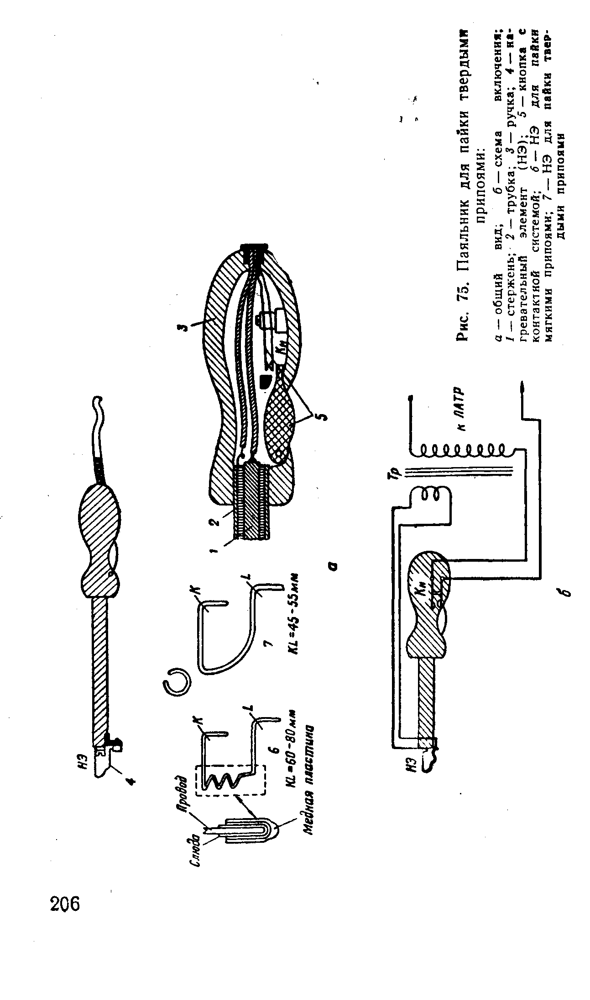 НЭ
4
Слюда
Провод
К
L
6
KL=60-80мм
Медная пластина
К
L
7
KL=45-55мм
1
2
3
Кн
5
а
НЭ
Кн
Тр
к ЛАТР
б
Рис. 75. Паяльник для пайки твердыми
припоями:
а — общий вид; б — схема включения;
1 — стержень; 2 — трубка; 3 — ручка; 4 — на-
гревательный элемент (НЭ); 5 — кнопка с
контактной системой; 6 — НЭ для пайки
мягкими припоями; 7 — НЭ для пайки твер-
дыми припоями
206